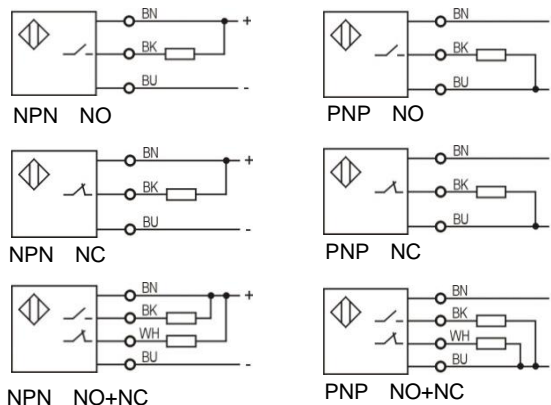 BN
+
BK
BU
-
NPN NO
BN
BK
BU
PNP NO
BN
+
BK
BU
-
NPN NC
BN
BK
BU
PNP NC
BN
+
BK
WH
BU
-
NPN NO+NC
BN
BK
WH
BU
PNP NO+NC